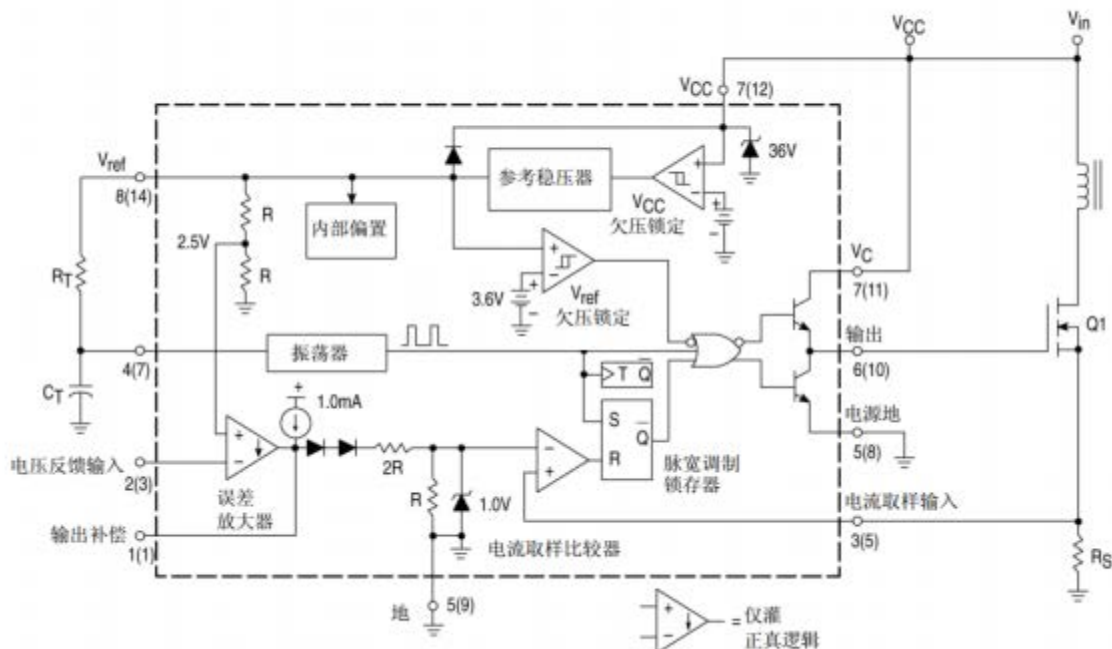 VCC
Vin
VCC
7(12)
Vref
8(14)
36V
参考稳压器
+
−
+
−
VCC
欠压锁定
R
内部偏置
2.5V
R
RT
+
−
+
−
3.6V
Vref
欠压锁定
VC
7(11)
Q1
输出
6(10)
振荡器
4(7)
CT
+
1.0mA
T Q
S
Q
R
电源地
5(8)
+
−
2R
−
+
脉宽调制
锁存器
电压反馈输入
2(3)
误差
放大器
R
1.0V
电流取样输入
3(5)
输出补偿
1(1)
电流取样比较器
RS
地
5(9)
+
−
= 仅灌
正真逻辑